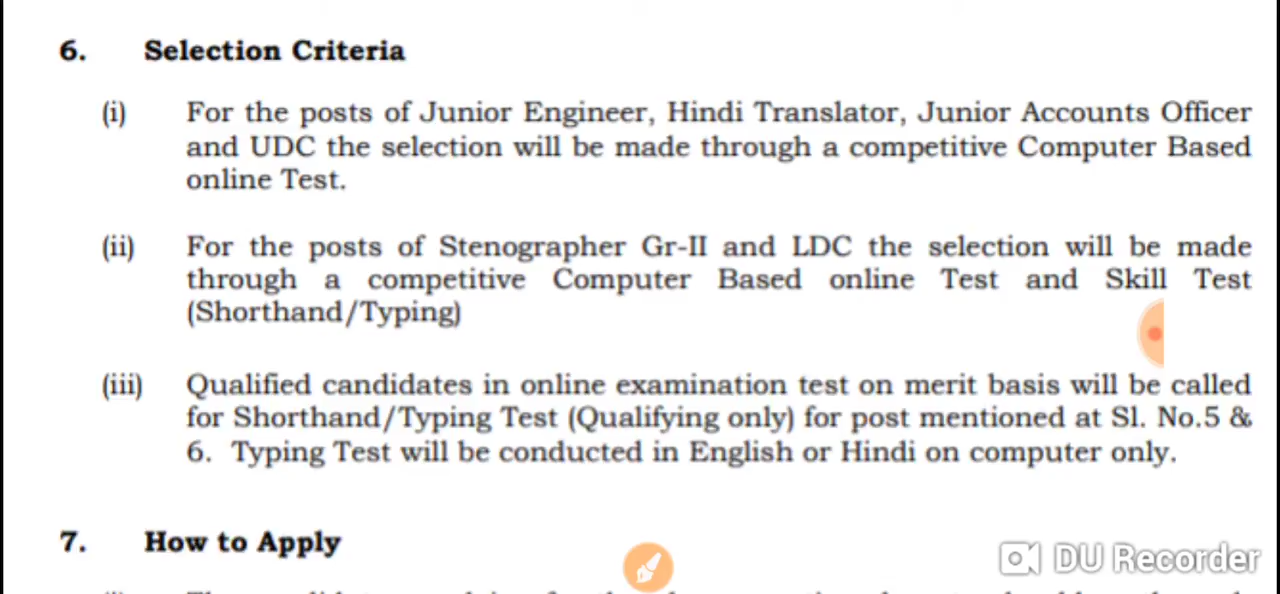 6. Selection Criteria
(i) For the posts of Junior Engineer, Hindi Translator, Junior Accounts Officer
and UDC the selection will be made through a competitive Computer Based
online Test.
(ii) For the posts of Stenographer Gr-II and LDC the selection will be made
through a competitive Computer Based online Test and Skill Test
(Shorthand/Typing)
(iii) Qualified candidates in online examination test on merit basis will be called
for Shorthand/Typing Test (Qualifying only) for post mentioned at Sl. No.5 &
6. Typing Test will be conducted in English or Hindi on computer only.
7. How to Apply
DU Recorder